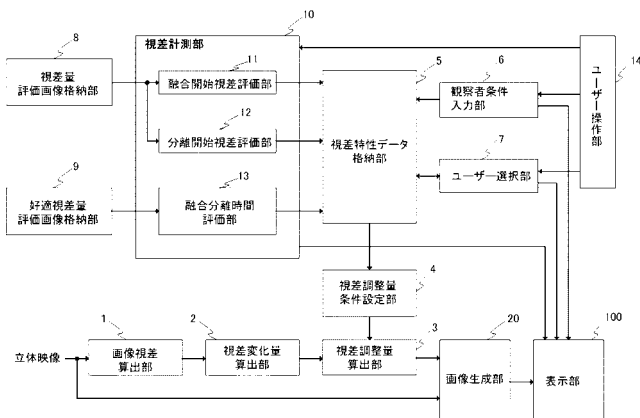 10
8
視差計測部
11
5
6
14
視差量
評価画像格納部
融合開始視差評価部
観察者条件
入力部
ユーザー操作部
12
視差特性データ
格納部
分離開始視差評価部
7
ユーザー選択部
9
13
好適視差量
評価画像格納部
融合分離時間
評価部
4
視差調整量
条件設定部
1
2
3
20
100
立体映像
画像視差
算出部
視差変化量
算出部
視差調整量
算出部
画像生成部
表示部